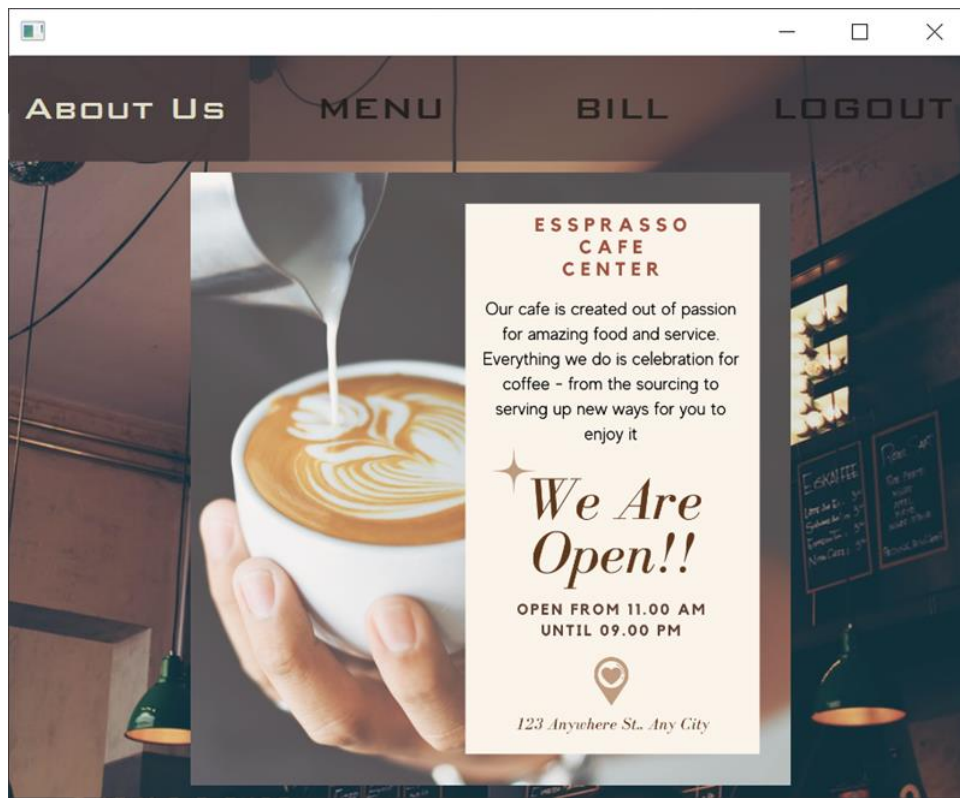 About Us
MENU
BILL
LOGOUT
ESSPRASSO
CAFE
CENTER
Our cafe is created out of passion
for amazing food and service.
Everything we do is celebration for
coffee - from the sourcing to
serving up new ways for you to
enjoy it
We Are
Open!!
OPEN FROM 11.00 AM
UNTIL 09.00 PM
123 Anywhere St., Any City
EISKAFFEE